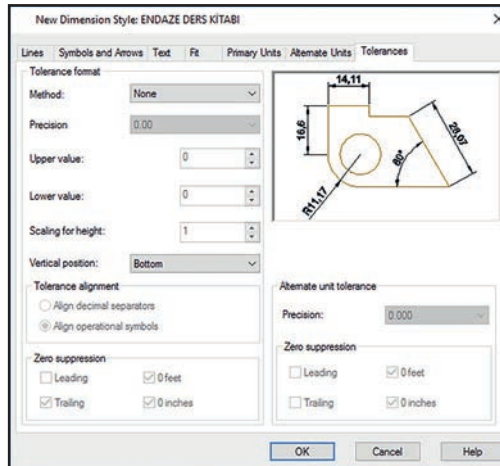 New Dimension Style: ENDAZE DERS KİTABI
Lines Symbols and Arrows Text Fit Primary Units Alternate Units Tolerances
Tolerance format
Method: None
Precision 0.00
Upper value: 0
Lower value: 0
Scaling for height: 1
Vertical position: Bottom
Tolerance alignment
Align decimal separators
Align operational symbols
Zero suppression
Leading 0 feet
Trailing 0 inches
14,11
16,6
28,07
60°
R11,17
Alternate unit tolerance
Precision: 0.000
Zero suppression
Leading 0 feet
Trailing 0 inches
OK Cancel Help